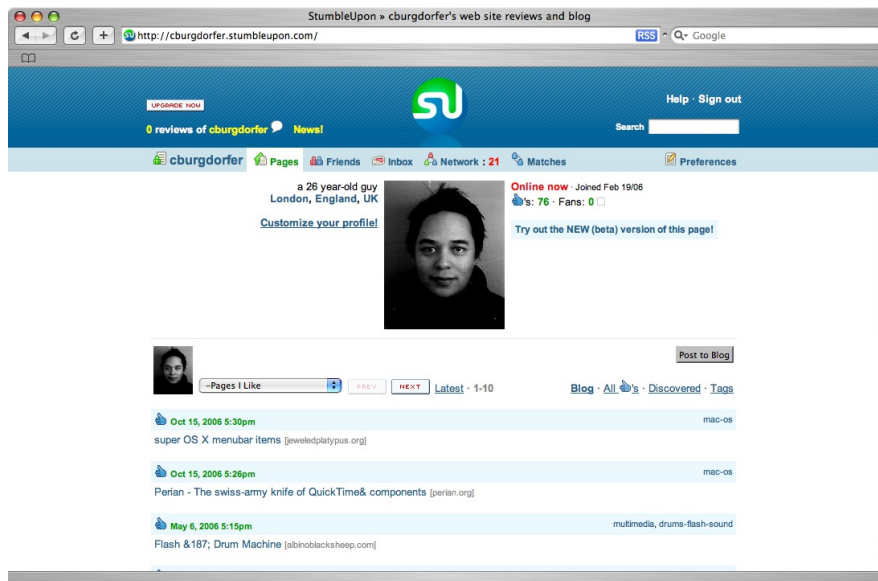 StumbleUpon » cburgdorfer's web site reviews and blog
http://cburgdorfer.stumbleupon.com/ RSS Google
UPGRADE NOW
su
Help · Sign out
0 reviews of cburgdorfer News!
Search
cburgdorfer Pages Friends Inbox Network : 21 Matches Preferences
a 26 year-old guy
London, England, UK
Customize your profile!
Online now · Joined Feb 19/06
's: 76 · Fans: 0
Try out the NEW (beta) version of this page!
Post to Blog
~Pages I Like PREV NEXT Latest · 1-10 Blog · All 's · Discovered · Tags
Oct 15, 2006 5:30pm mac-os
super OS X menubar items [jeweledplatypus.org]
Oct 15, 2006 5:26pm mac-os
Perian - The swiss-army knife of QuickTime& components [perian.org]
May 6, 2006 5:15pm multimedia, drums-flash-sound
Flash &187; Drum Machine [albinoblacksheep.com]